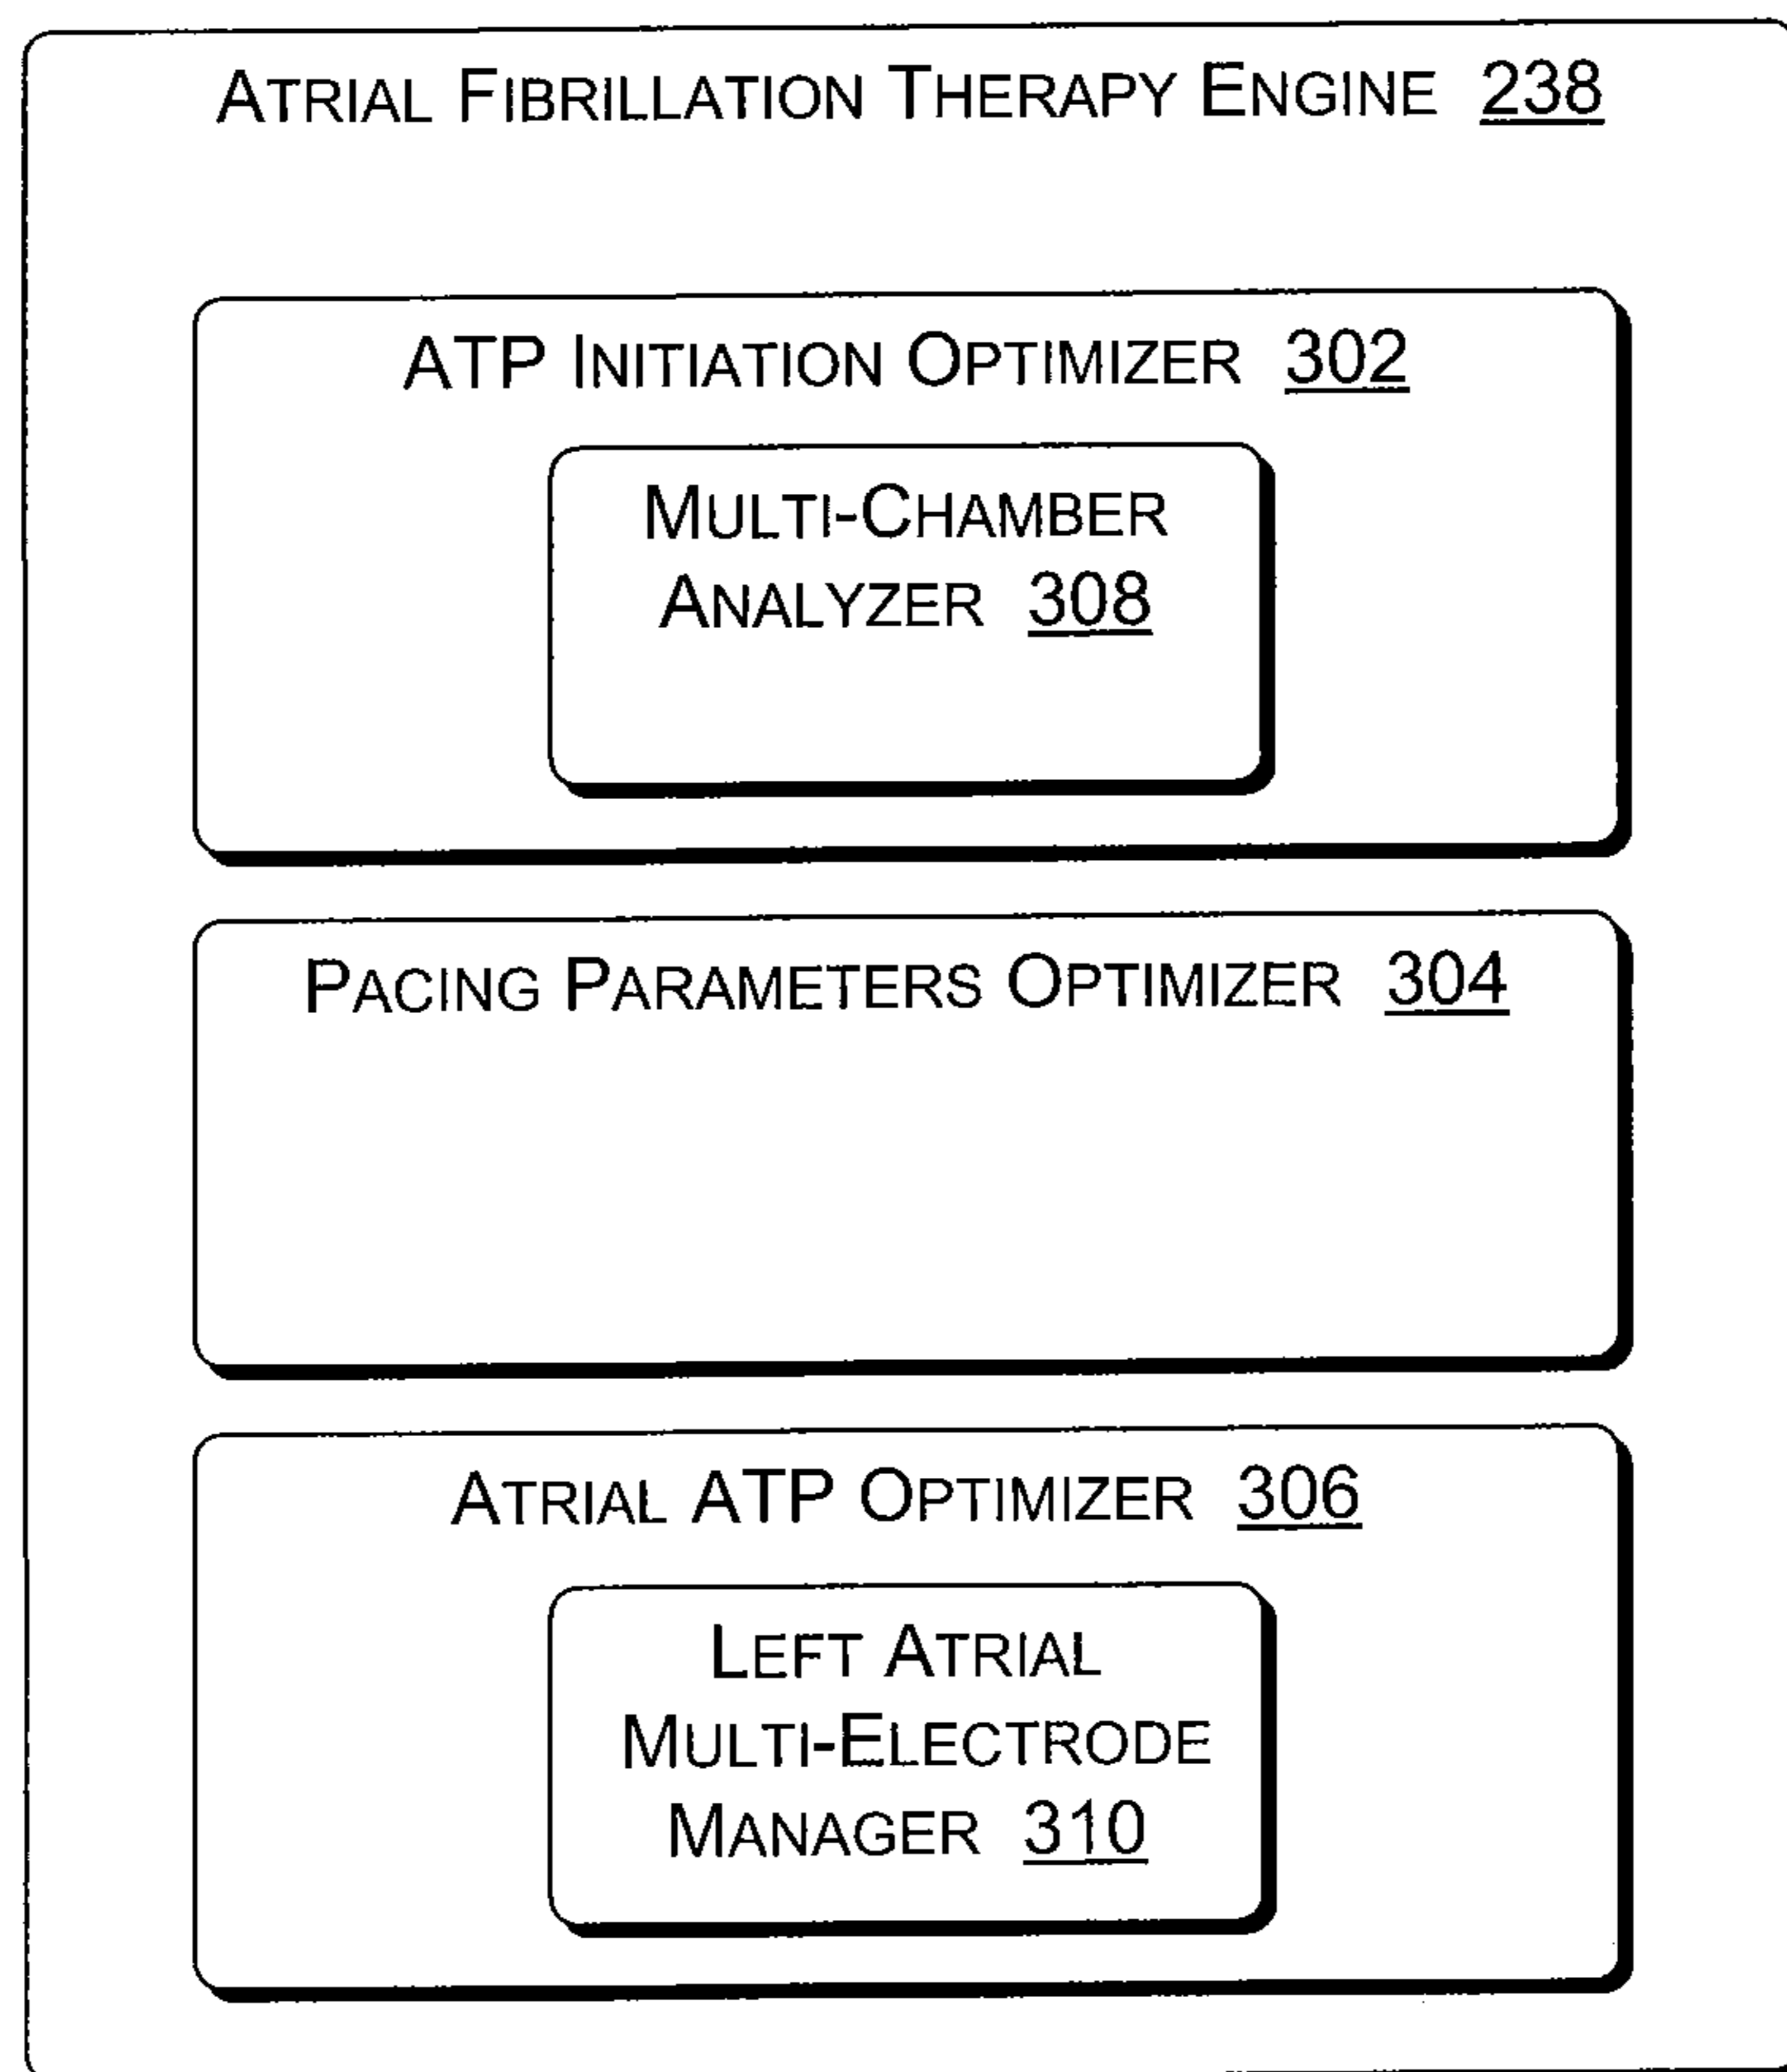 ATRIAL FIBRILLATION THERAPY ENGINE 238
ATP INITIATION OPTIMIZER 302
MULTI-CHAMBER
ANALYZER 308
PACING PARAMETERS OPTIMIZER 304
ATRIAL ATP OPTIMIZER 306
LEFT ATRIAL
MULTI-ELECTRODE
MANAGER 310